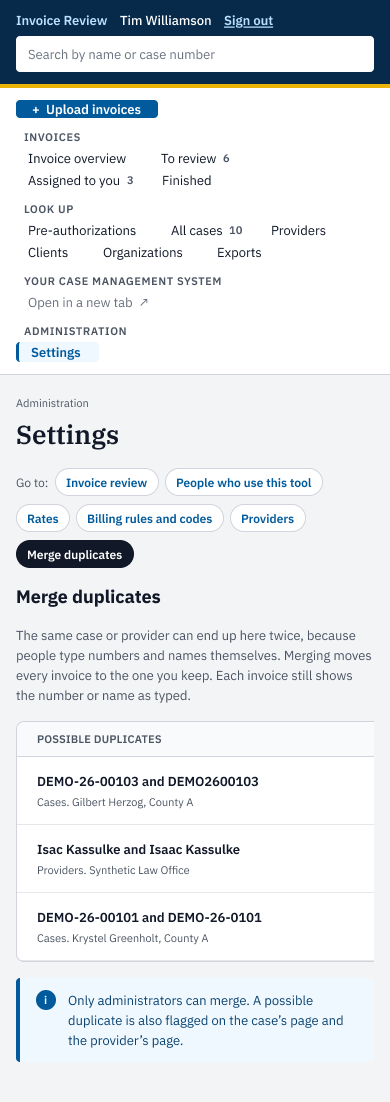 Invoice Review Tim Williamson Sign out
Search by name or case number
+ Upload invoices
INVOICES
Invoice overview To review 6
Assigned to you 3 Finished
LOOK UP
Pre-authorizations All cases 10 Providers
Clients Organizations Exports
YOUR CASE MANAGEMENT SYSTEM
Open in a new tab ↗
ADMINISTRATION
Settings
Administration
Settings
Go to: Invoice review People who use this tool
Rates Billing rules and codes Providers
Merge duplicates
Merge duplicates
The same case or provider can end up here twice, because
people type numbers and names themselves. Merging moves
every invoice to the one you keep. Each invoice still shows
the number or name as typed.
POSSIBLE DUPLICATES
DEMO-26-00103 and DEMO2600103
Cases. Gilbert Herzog, County A
Isac Kassulke and Isaac Kassulke
Providers. Synthetic Law Office
DEMO-26-00101 and DEMO-26-0101
Cases. Krystel Greenholt, County A
i Only administrators can merge. A possible
duplicate is also flagged on the case’s page and
the provider’s page.